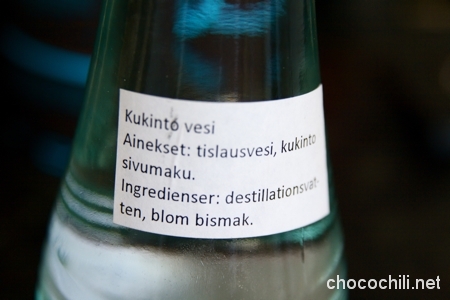 Kukinto vesi
Ainekset: tislausvesi, kukinto
sivumaku.
Ingredienser: destillationsvat-
ten, blom bismak.
chocochili.net